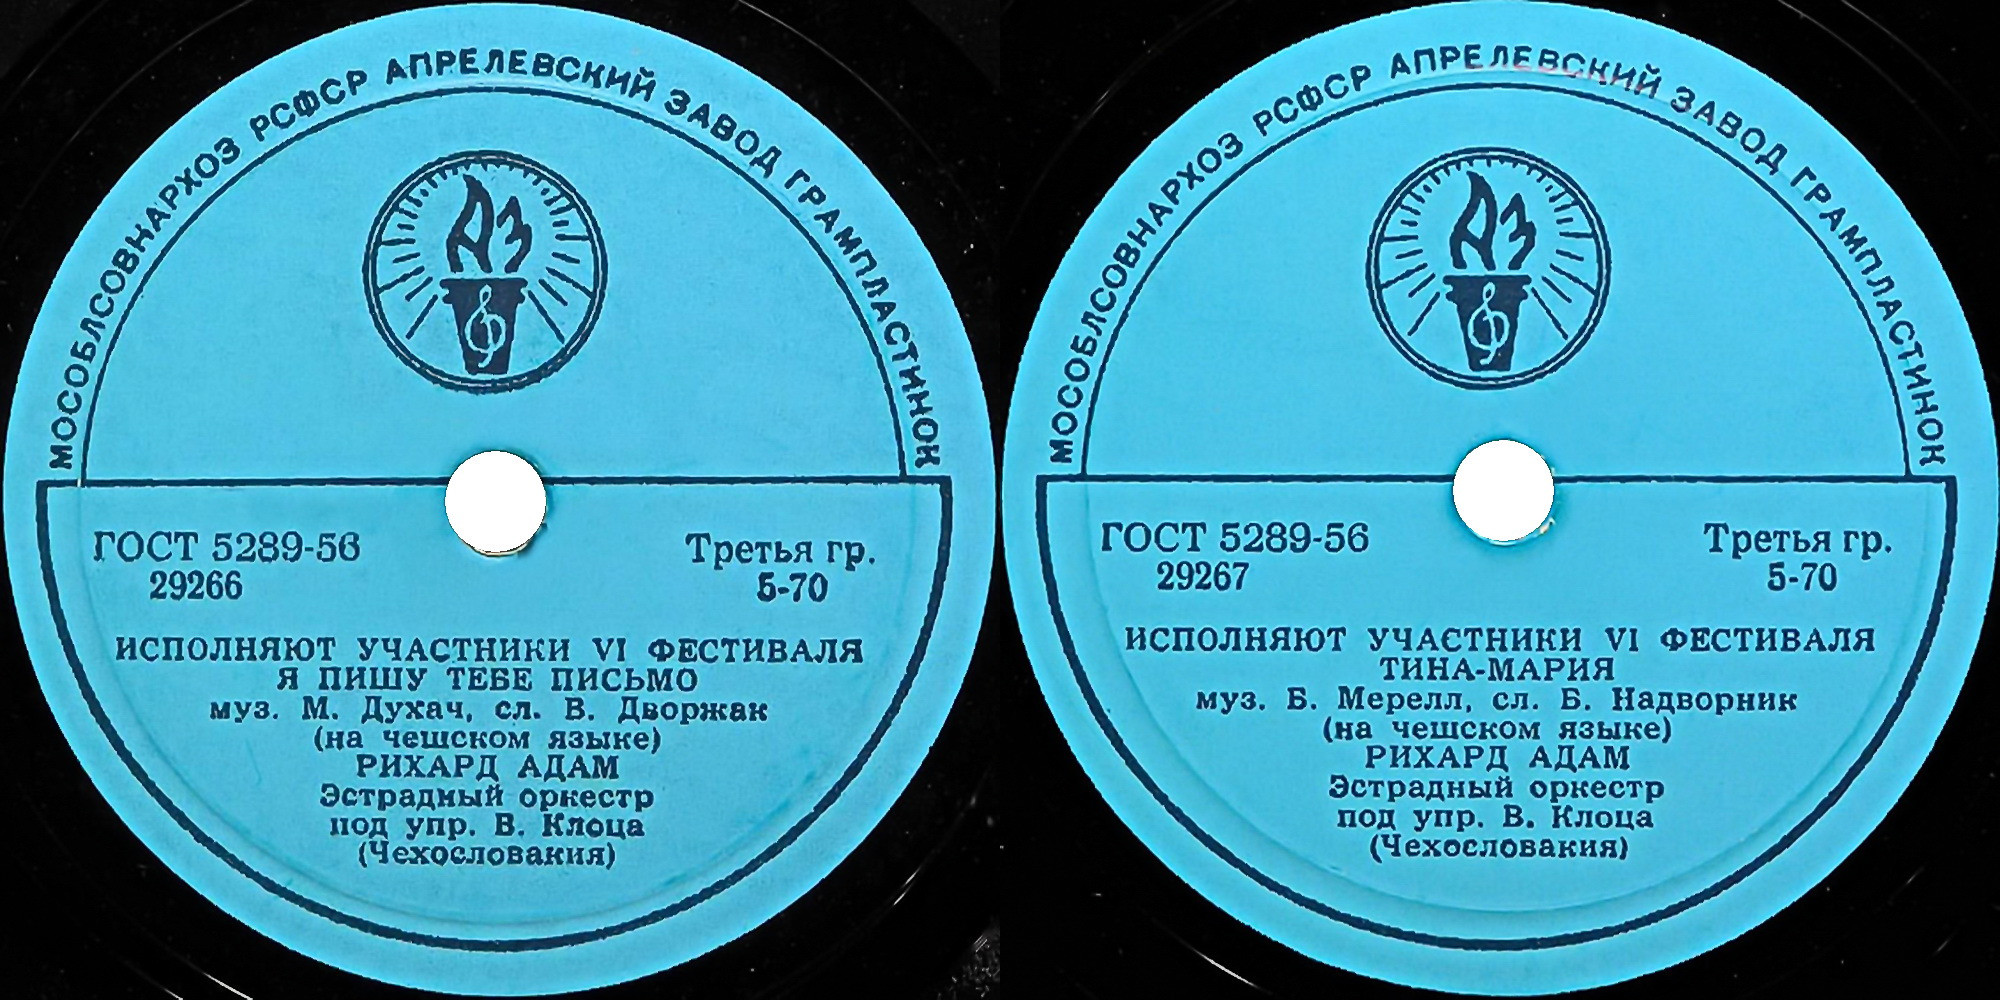 МОСОБЛСОВНАРХОЗ РСФСР АПРЕЛЕВСКИЙ ЗАВОД ГРАМПЛАСТИНОК
АЗ
ГОСТ 5289-56
Третья гр.
29266
5-70
ИСПОЛНЯЮТ УЧАСТНИКИ VI ФЕСТИВАЛЯ
Я ПИШУ ТЕБЕ ПИСЬМО
муз. М. Духач, сл. В. Дворжак
(на чешском языке)
РИХАРД АДАМ
Эстрадный оркестр
под упр. В. Клоца
(Чехословакия)
МОСОБЛСОВНАРХОЗ РСФСР АПРЕЛЕВСКИЙ ЗАВОД ГРАМПЛАСТИНОК
АЗ
ГОСТ 5289-56
Третья гр.
29267
5-70
ИСПОЛНЯЮТ УЧАСТНИКИ VI ФЕСТИВАЛЯ
ТИНА-МАРИЯ
муз. Б. Мерелл, сл. Б. Надворник
(на чешском языке)
РИХАРД АДАМ
Эстрадный оркестр
под упр. В. Клоца
(Чехословакия)